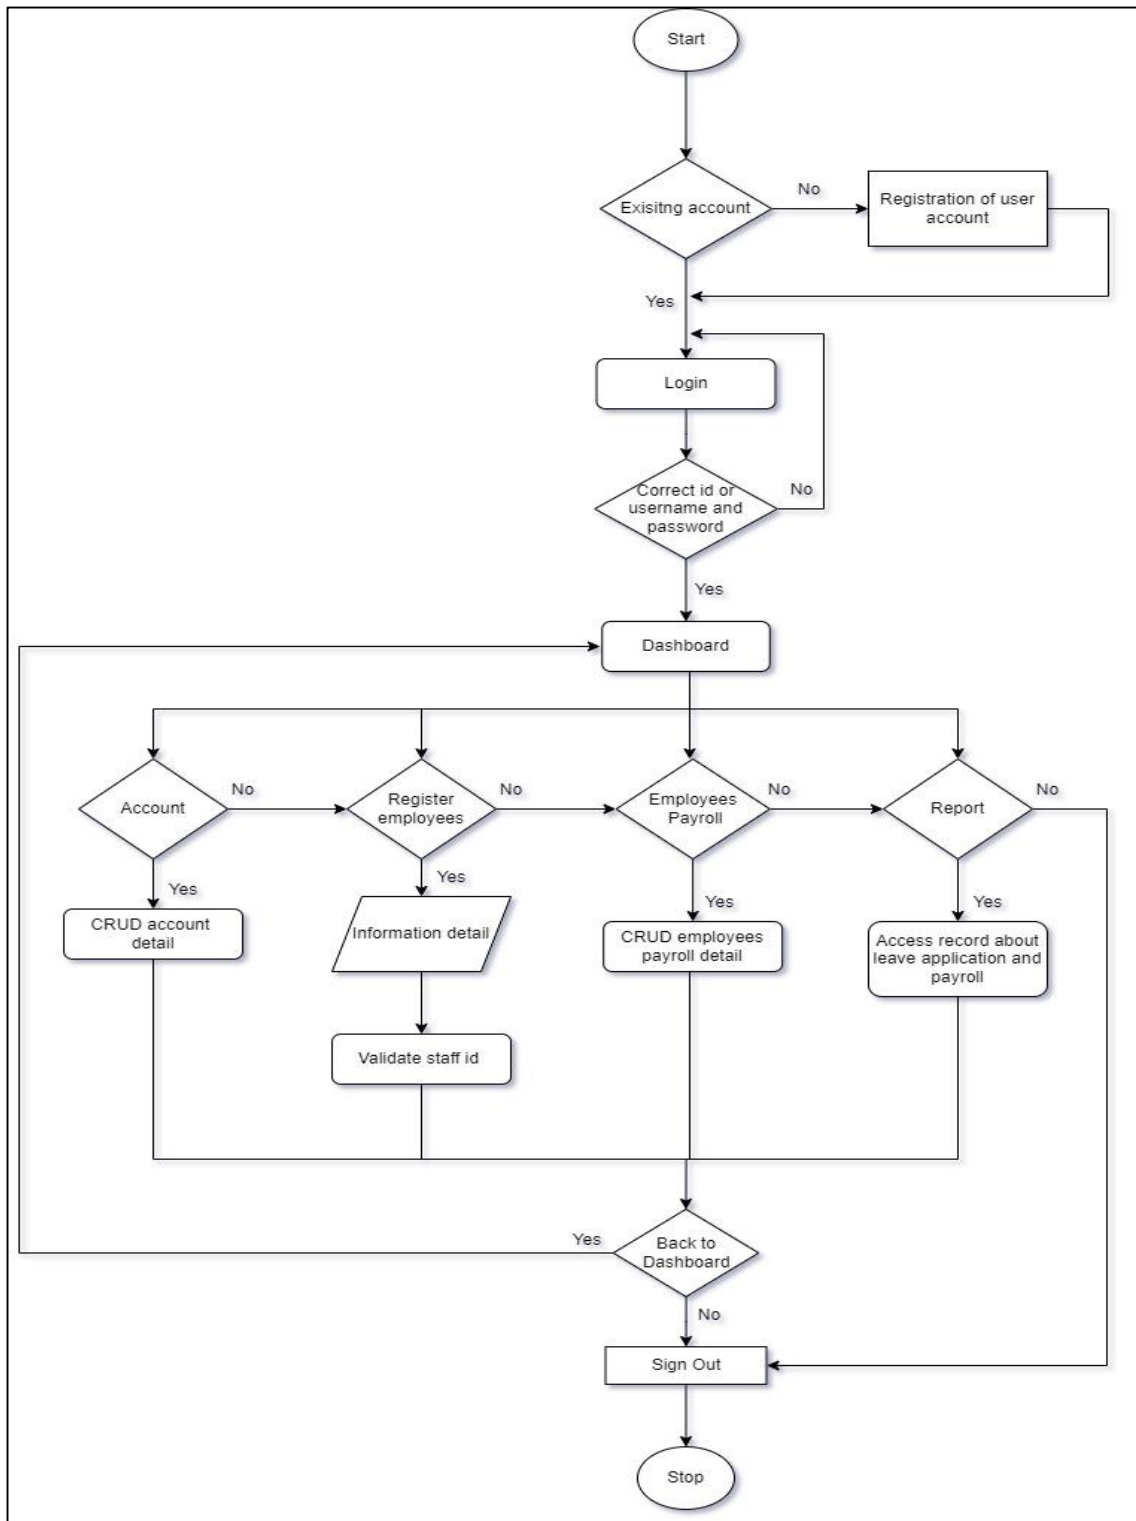 Start
Exisitng account
No
Registration of user
account
Yes
Login
Correct id or
username and
password
No
Yes
Dashboard
Account
No
Register
employees
No
Employees
Payroll
No
Report
No
Yes
Yes
Yes
Yes
CRUD account
detail
Information detail
CRUD employees
payroll detail
Access record about
leave application and
payroll
Validate staff id
Yes
Back to
Dashboard
No
Sign Out
Stop